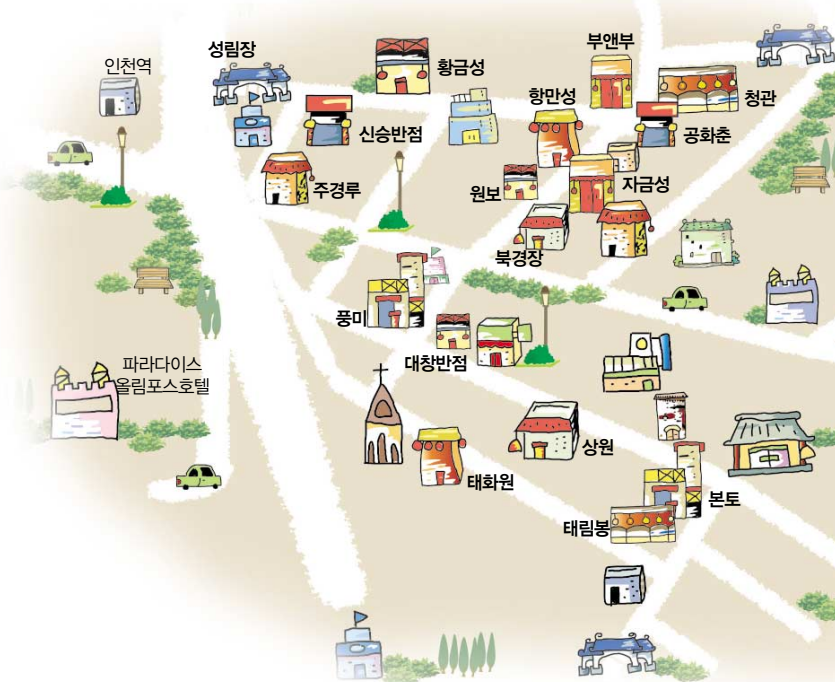 인천역
성림장
황금성
부앤부
청관
항만성
신승반점
공화춘
주경루
원보
자금성
북경장
풍미
대창반점
파라다이스
올림포스호텔
상원
태화원
본토
태림봉